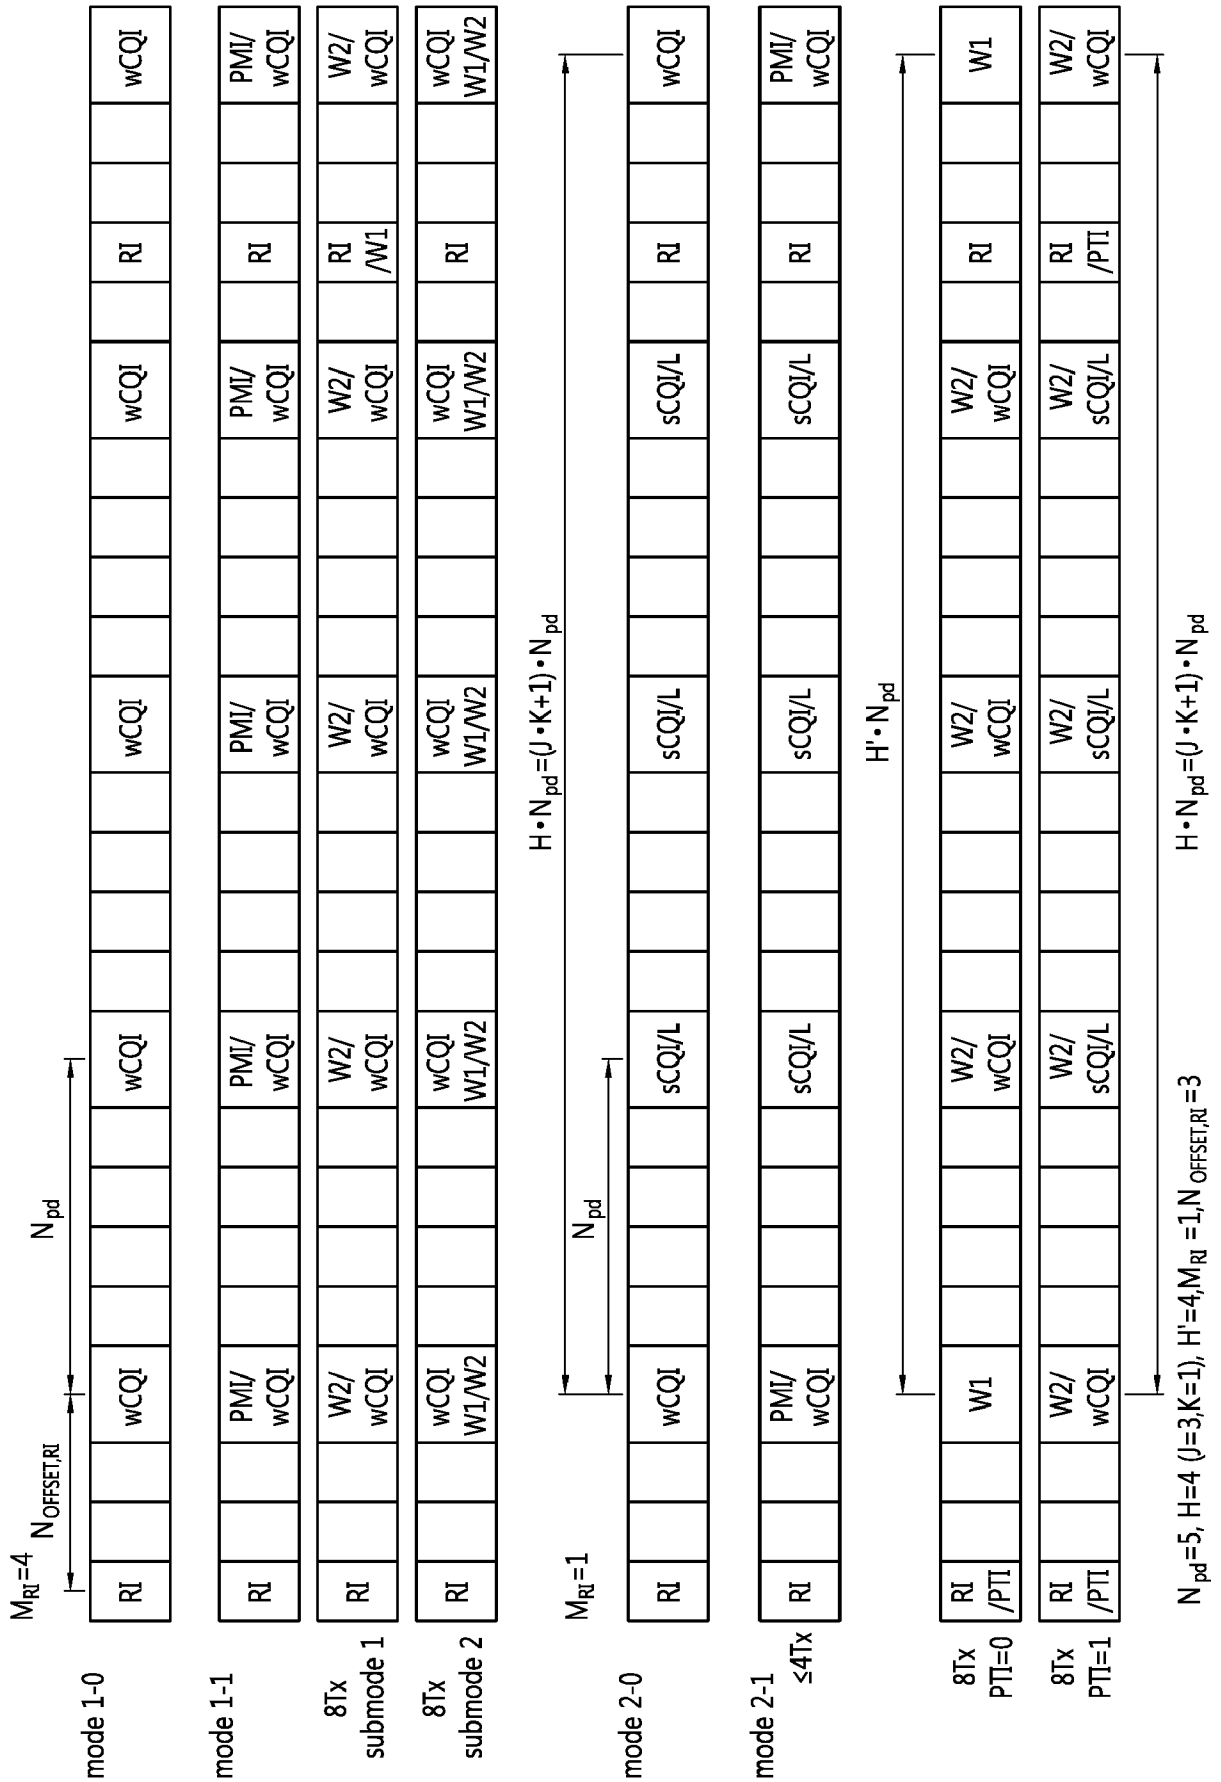 M_RI=4
N_OFFSET,RI
N_pd
mode 1-0
RI wCQI wCQI wCQI wCQI RI wCQI
mode 1-1
RI PMI/ wCQI PMI/ wCQI PMI/ wCQI PMI/ wCQI RI PMI/ wCQI
8Tx
submode 1
RI W2/ wCQI W2/ wCQI W2/ wCQI W2/ wCQI RI /W1 W2/ wCQI
8Tx
submode 2
RI wCQI W1/W2 wCQI W1/W2 wCQI W1/W2 wCQI W1/W2 RI wCQI W1/W2
H•N_pd=(J•K+1)•N_pd
M_RI=1
N_pd
mode 2-0
RI wCQI sCQI/L sCQI/L sCQI/L RI wCQI
mode 2-1
≤4Tx
RI PMI/ wCQI sCQI/L sCQI/L sCQI/L RI PMI/ wCQI
H'•N_pd
8Tx
PTI=0
RI /PTI W1 W2/ wCQI W2/ wCQI W2/ wCQI RI W1
8Tx
PTI=1
RI /PTI W2/ wCQI W2/ sCQI/L W2/ sCQI/L W2/ sCQI/L RI /PTI W2/ wCQI
H•N_pd=(J•K+1)•N_pd
N_pd=5, H=4 (J=3,K=1), H'=4,M_RI =1,N_OFFSET,RI=3